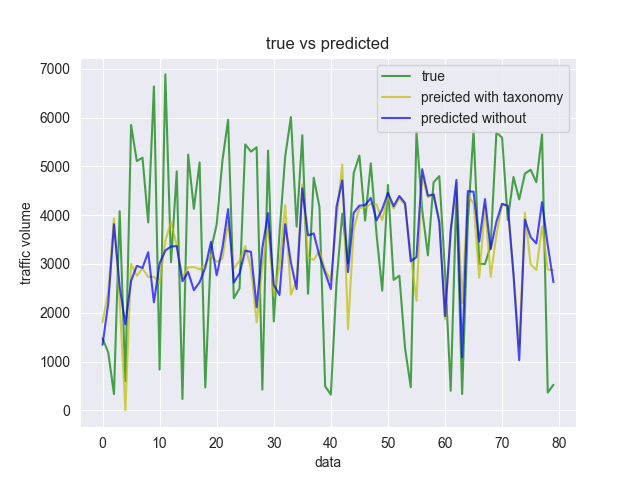 true vs predicted
true
preicted with taxonomy
predicted without
traffic volume
7000
6000
5000
4000
3000
2000
1000
0
0 10 20 30 40 50 60 70 80
data